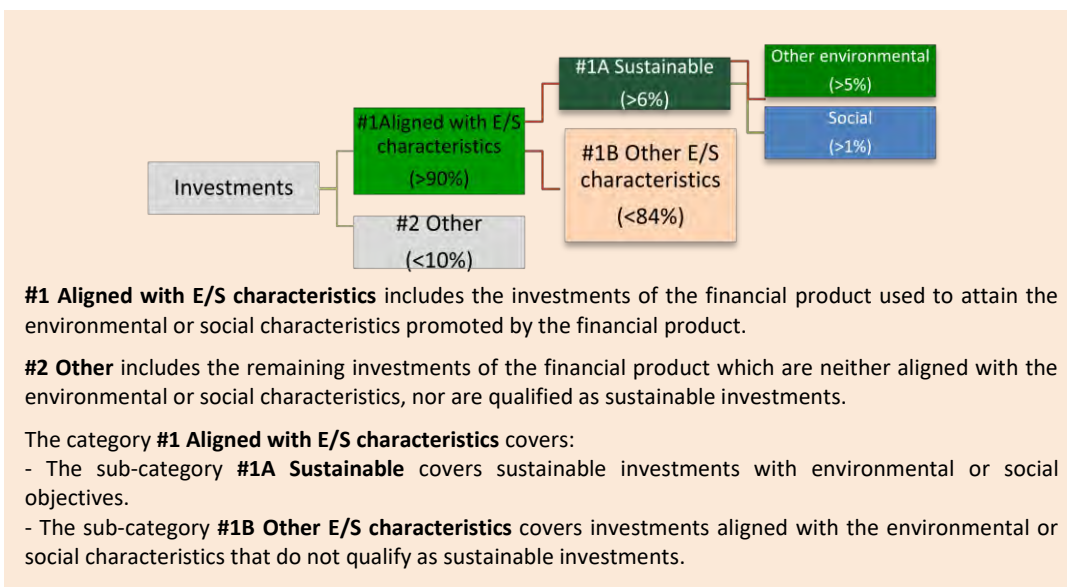 Investments
#1Aligned with E/S
characteristics
(>90%)
#2 Other
(<10%)
#1A Sustainable
(>6%)
#1B Other E/S
characteristics
(<84%)
Other environmental
(>5%)
Social
(>1%)
#1 Aligned with E/S characteristics includes the investments of the financial product used to attain the
environmental or social characteristics promoted by the financial product.
#2 Other includes the remaining investments of the financial product which are neither aligned with the
environmental or social characteristics, nor are qualified as sustainable investments.
The category #1 Aligned with E/S characteristics covers:
- The sub-category #1A Sustainable covers sustainable investments with environmental or social
objectives.
- The sub-category #1B Other E/S characteristics covers investments aligned with the environmental or
social characteristics that do not qualify as sustainable investments.